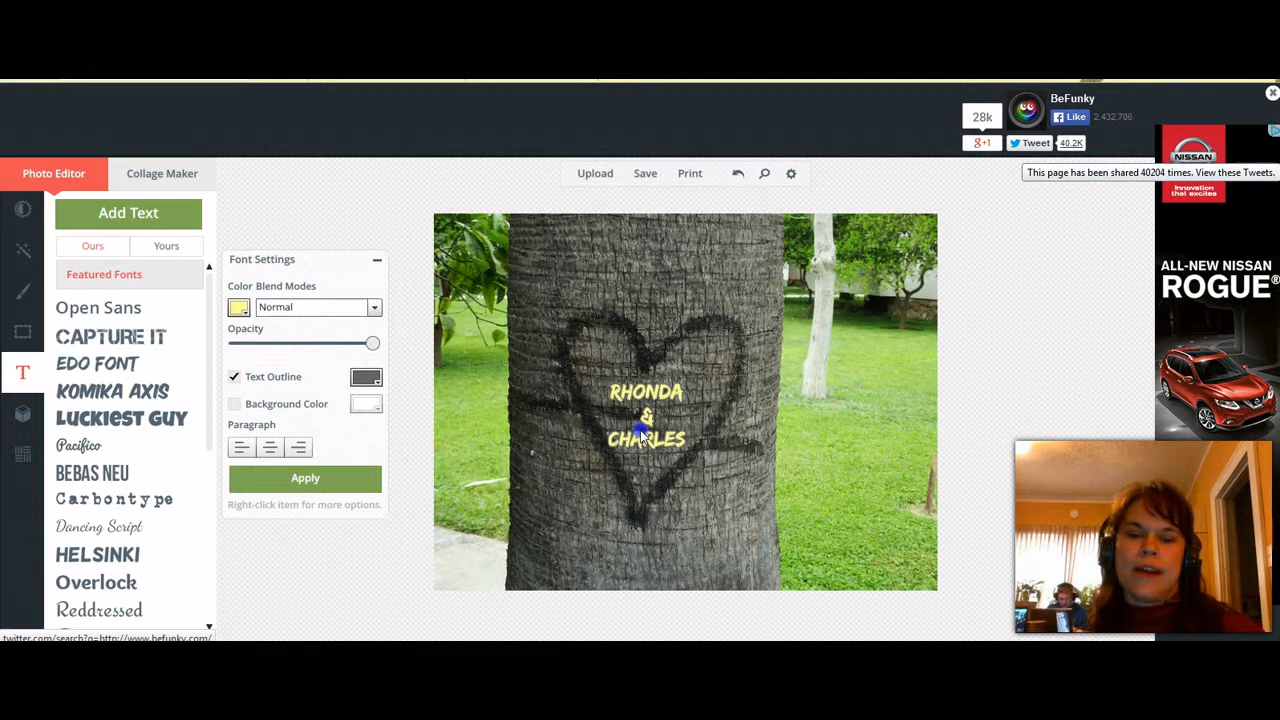 BeFunky
28k
Like 2,432,706
g+1
Tweet 40.2K
NISSAN
Innovation
that excites
This page has been shared 40204 times. View these Tweets.
Photo Editor
Collage Maker
Upload
Save
Print
Add Text
Ours
Yours
Featured Fonts
Open Sans
CAPTURE IT
EDO FONT
KOMIKA AXIS
LUCKIEST GUY
Pacifico
BEBAS NEU
Carbontype
Dancing Script
HELSINKI
Overlock
Reddressed
Font Settings
Color Blend Modes
Normal
Opacity
Text Outline
Background Color
Paragraph
Apply
Right-click item for more options.
RHONDA
&
CHARLES
ALL-NEW NISSAN
ROGUE®
twitter.com/search?q=http://www.befunky.com/